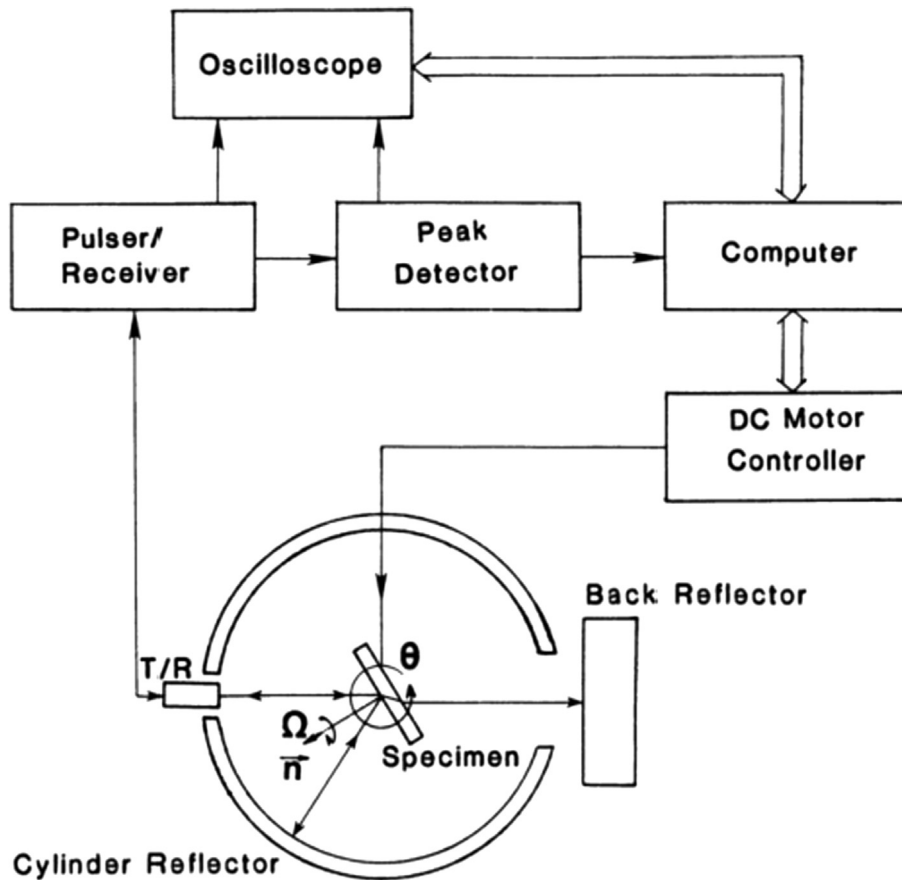 Oscilloscope
Pulser/
Receiver
Peak
Detector
Computer
DC Motor
Controller
Back Reflector
T/R
θ
Ω
n
Specimen
Cylinder Reflector